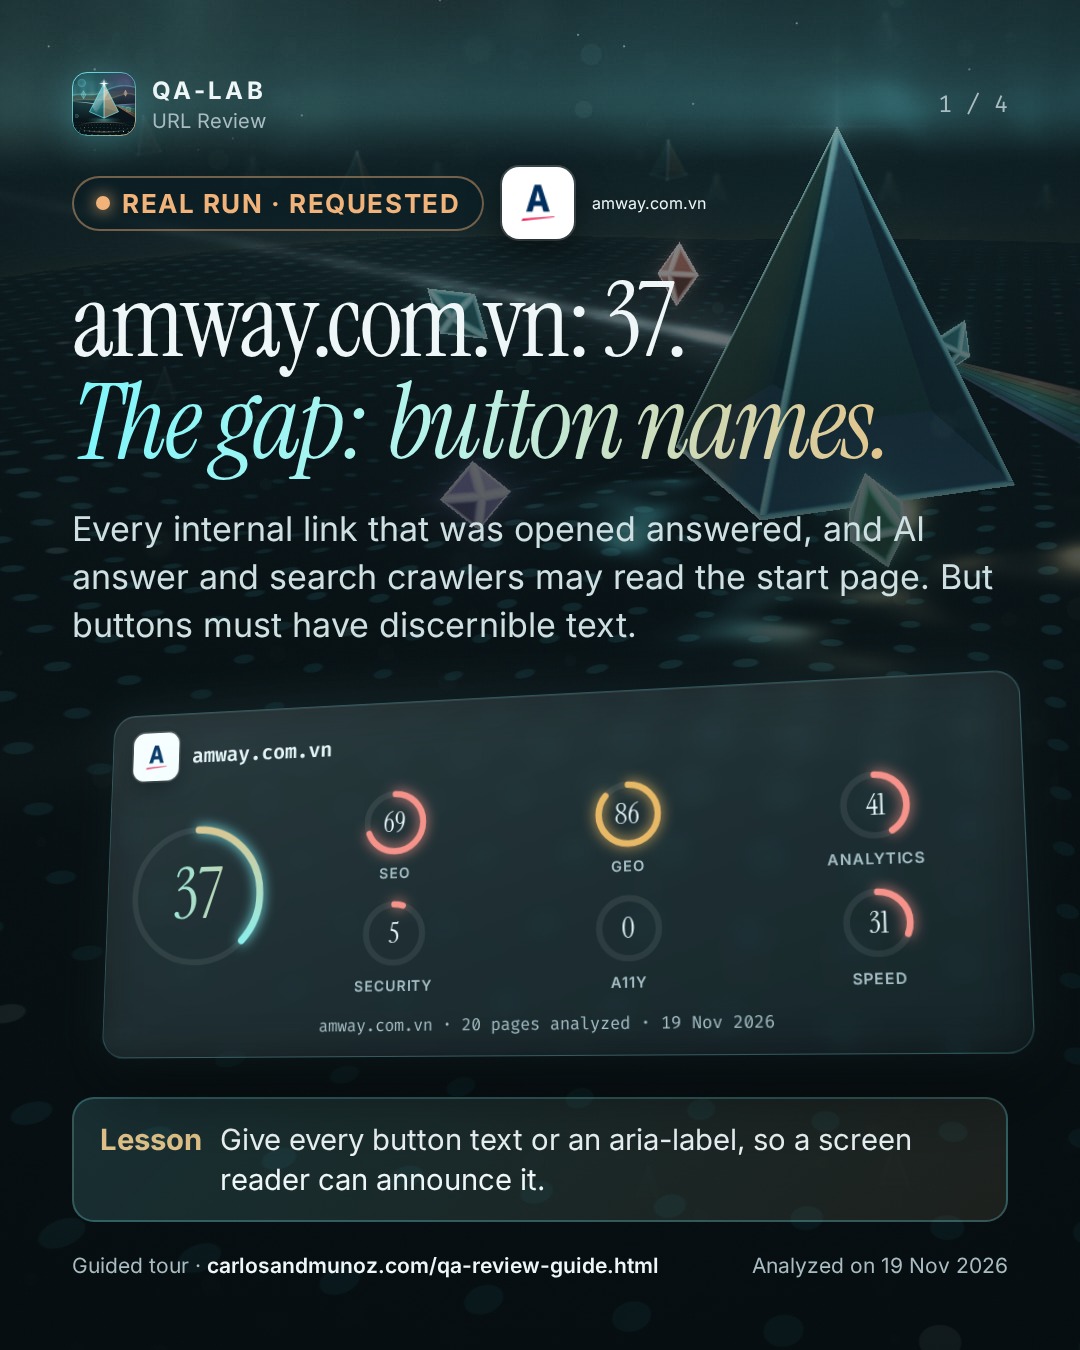 QA-LAB
URL Review
1 / 4
REAL RUN · REQUESTED
A
amway.com.vn
amway.com.vn: 37.
The gap: button names.
Every internal link that was opened answered, and AI
answer and search crawlers may read the start page. But
buttons must have discernible text.
A
amway.com.vn
37
69
SEO
86
GEO
41
ANALYTICS
5
SECURITY
0
A11Y
31
SPEED
amway.com.vn · 20 pages analyzed · 19 Nov 2026
Lesson Give every button text or an aria-label, so a screen
reader can announce it.
Guided tour · carlosandmunoz.com/qa-review-guide.html
Analyzed on 19 Nov 2026